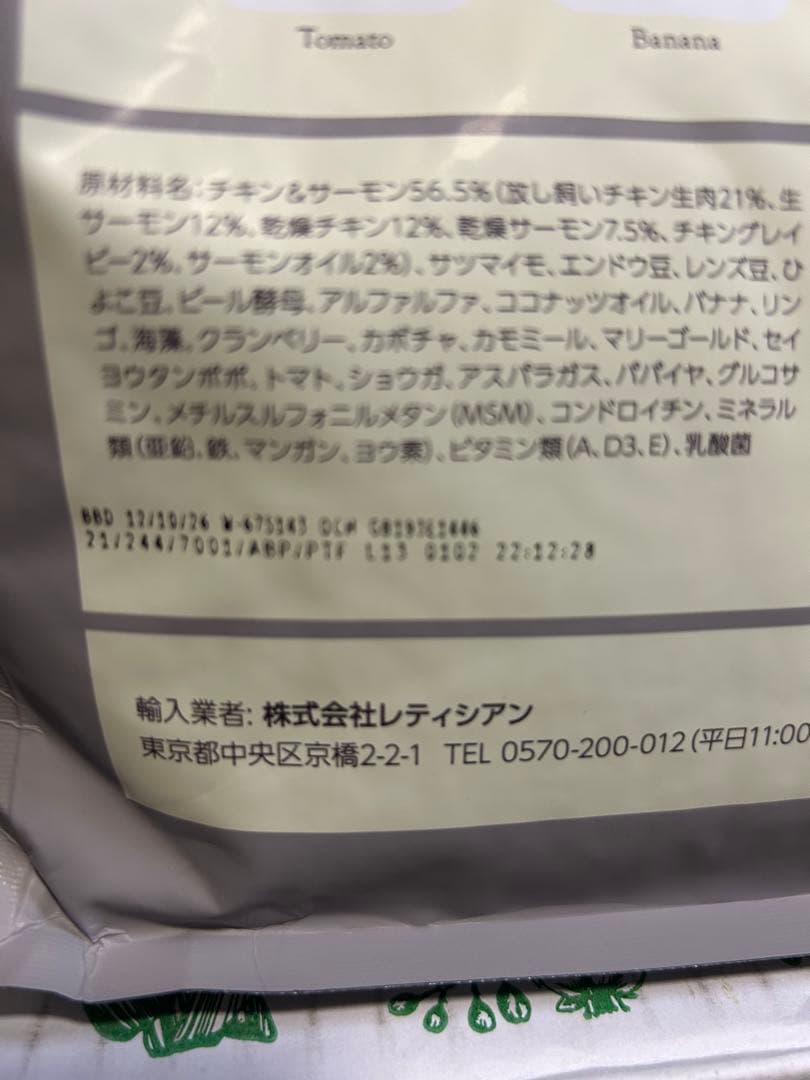 Tomato Banana
原材料名:チキン&サーモン56.5%(放し飼いチキン生肉21%、生
サーモン12%、乾燥チキン12%、乾燥サーモン7.5%、チキングレイ
ビー2%、サーモンオイル2%)、サツマイモ、エンドウ豆、レンズ豆、ひ
よこ豆、ビール酵母、アルファルファ、ココナッツオイル、バナナ、リン
ゴ、海藻、クランベリー、カボチャ、カモミール、マリーゴールド、セイ
ヨウタンポポ、トマト、ショウガ、アスパラガス、パパイヤ、グルコサ
ミン、メチルスルフォニルメタン(MSM)、コンドロイチン、ミネラル
類(亜鉛、鉄、マンガン、ヨウ素)、ビタミン類(A、D3、E)、乳酸菌
BBD 12/10/26 W-675143
21/244/7001/ABP/PTF L13 0102 22:12:28
輸入業者: 株式会社レティシアン
東京都中央区京橋2-2-1 TEL 0570-200-012(平日11:00